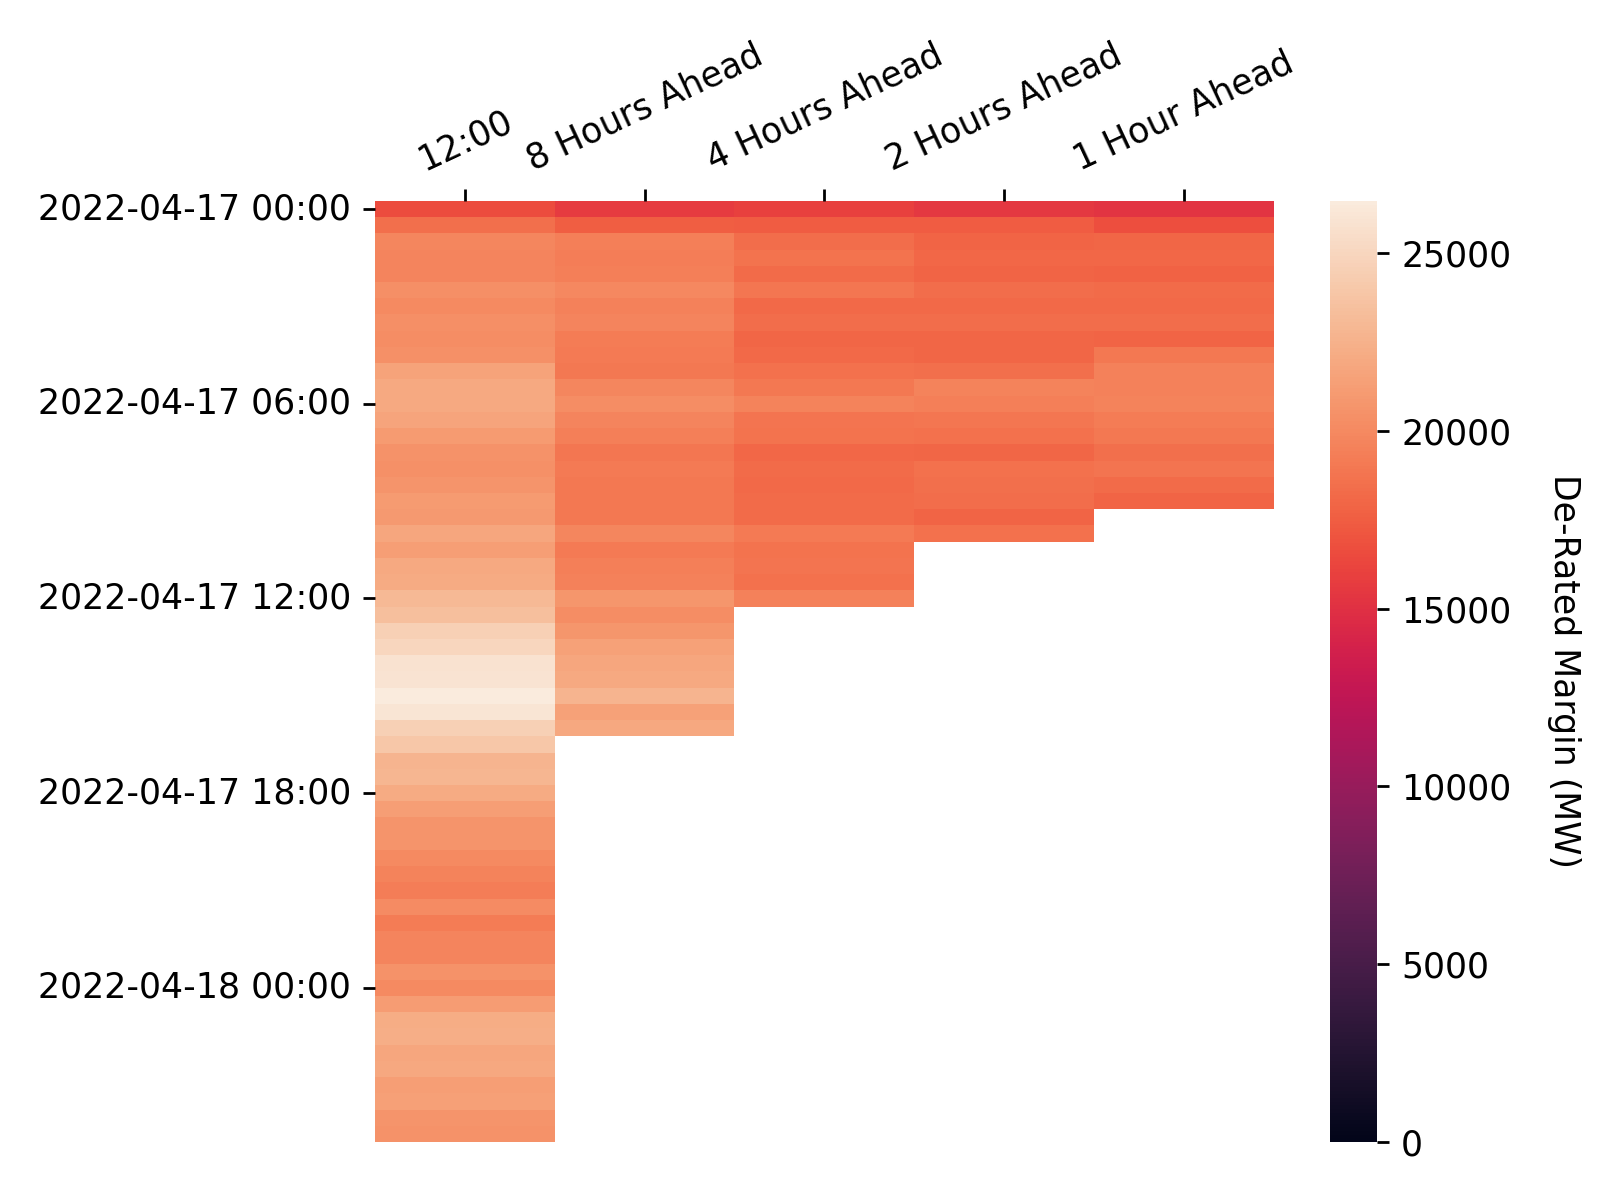 12:00
8 Hours Ahead
4 Hours Ahead
2 Hours Ahead
1 Hour Ahead
2022-04-17 00:00
2022-04-17 06:00
2022-04-17 12:00
2022-04-17 18:00
2022-04-18 00:00
25000
20000
15000
10000
5000
0
De-Rated Margin (MW)